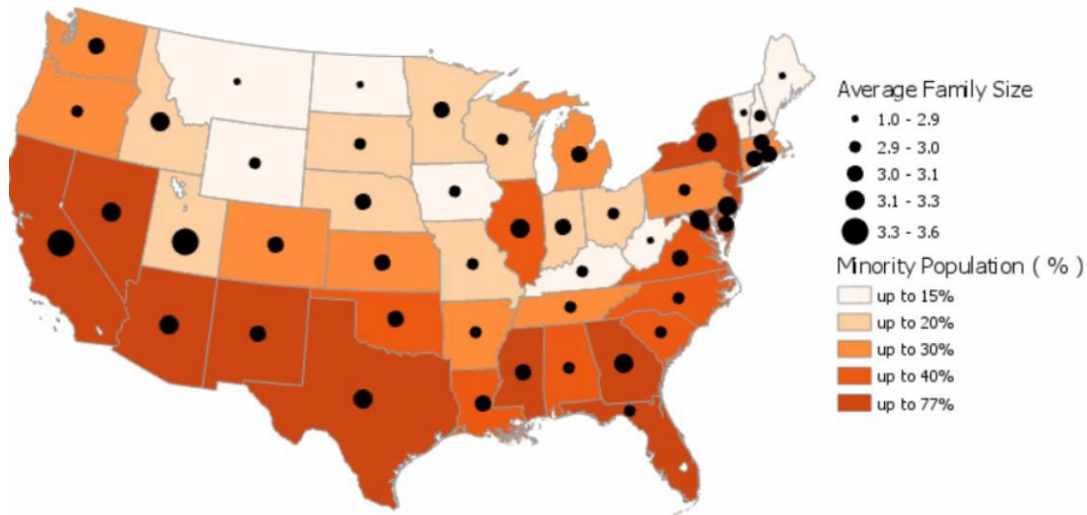 Average Family Size
1.0 - 2.9
2.9 - 3.0
3.0 - 3.1
3.1 - 3.3
3.3 - 3.6
Minority Population ( % )
up to 15%
up to 20%
up to 30%
up to 40%
up to 77%